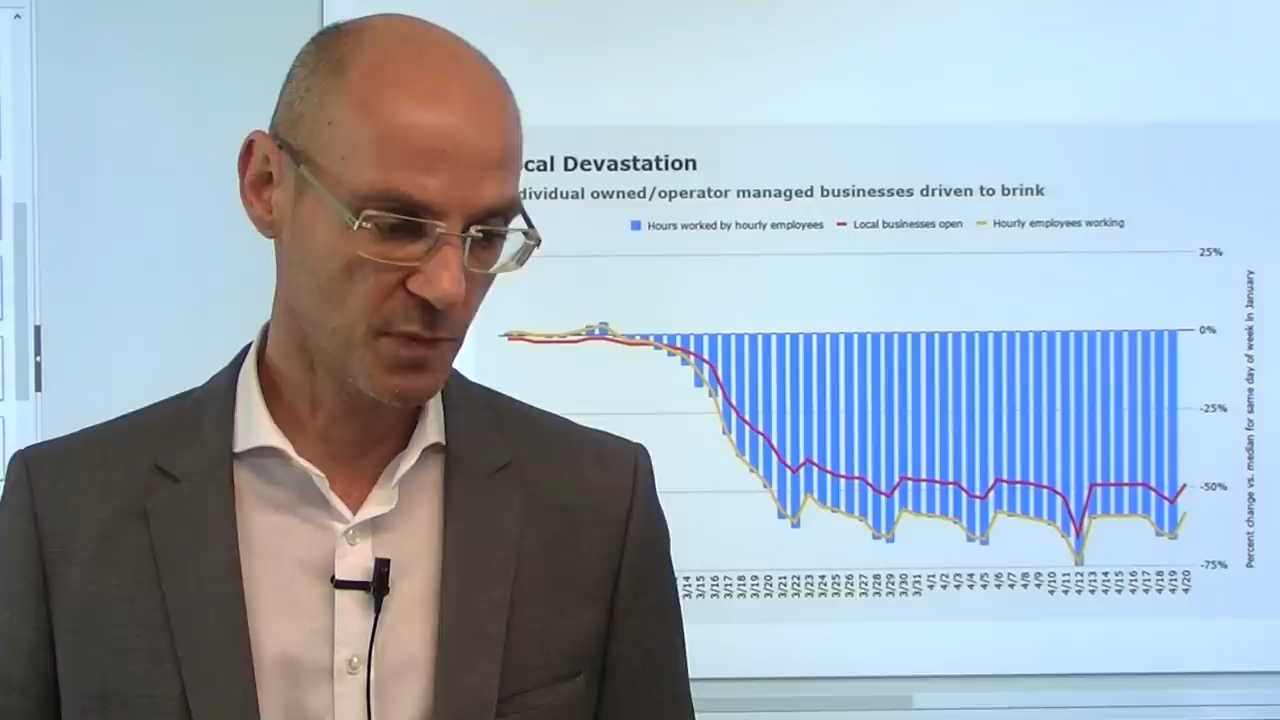 cal Devastation
dividual owned/operator managed businesses driven to brink
Hours worked by hourly employees Local businesses open Hourly employees working
25%
0%
-25%
-50%
-75%
Percent change vs. median for same day of week in January
3/14 3/15 3/16 3/17 3/18 3/19 3/20 3/21 3/22 3/23 3/24 3/25 3/26 3/27 3/28 3/29 3/30 3/31 4/1 4/2 4/3 4/4 4/5 4/6 4/7 4/8 4/9 4/10 4/11 4/12 4/13 4/14 4/15 4/16 4/17 4/18 4/19 4/20